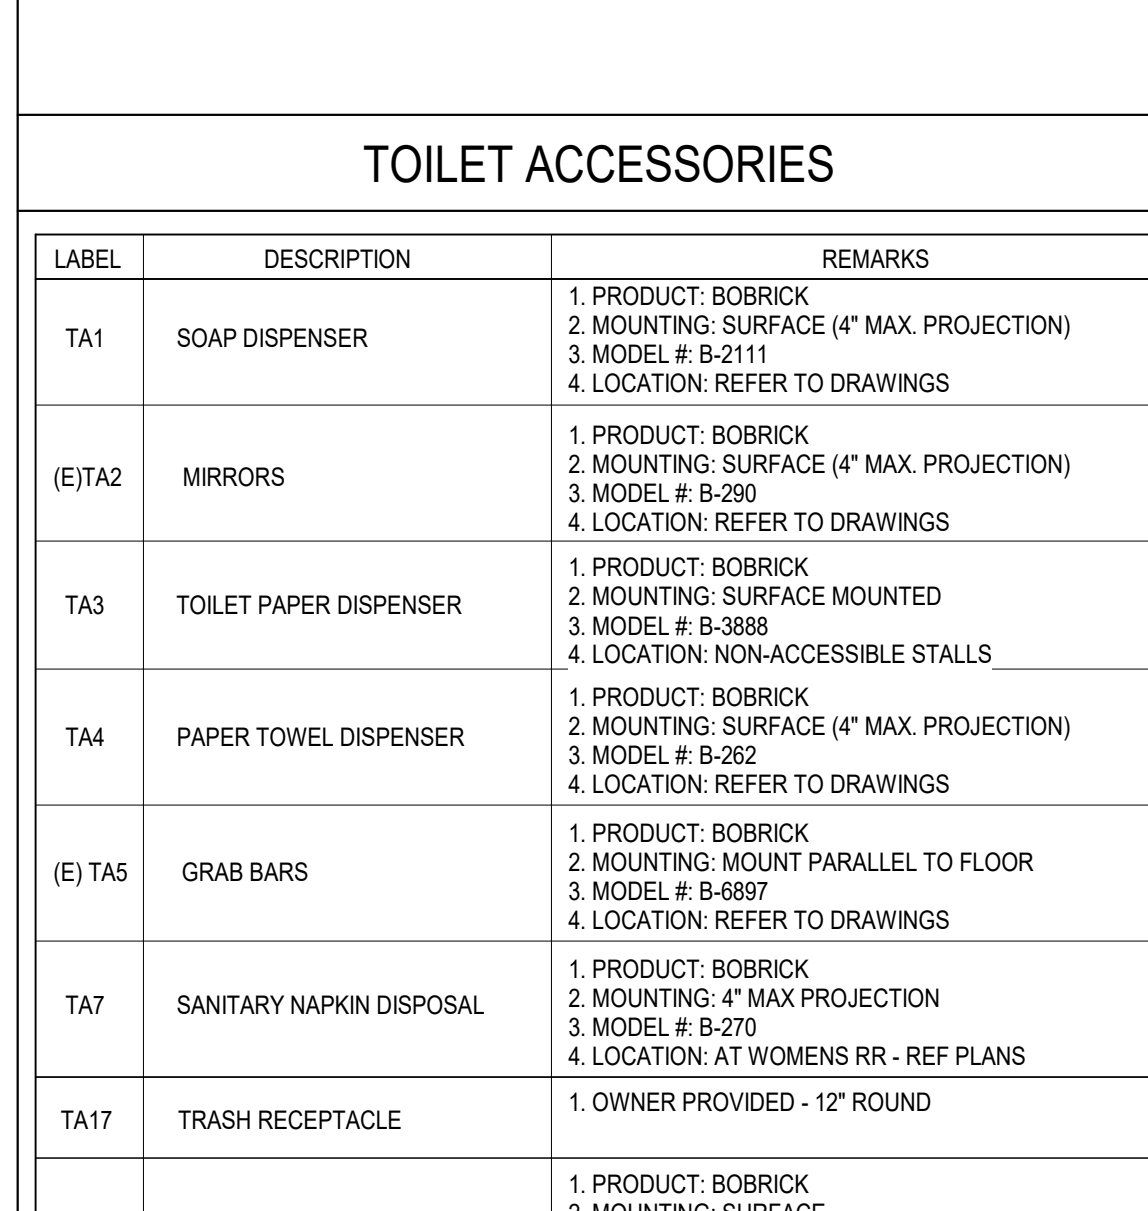 TOILET ACCESSORIES
LABEL DESCRIPTION REMARKS
TA1 SOAP DISPENSER
1. PRODUCT: BOBRICK
2. MOUNTING: SURFACE (4" MAX. PROJECTION)
3. MODEL #: B-2111
4. LOCATION: REFER TO DRAWINGS
(E)TA2 MIRRORS
1. PRODUCT: BOBRICK
2. MOUNTING: SURFACE (4" MAX. PROJECTION)
3. MODEL #: B-290
4. LOCATION: REFER TO DRAWINGS
TA3 TOILET PAPER DISPENSER
1. PRODUCT: BOBRICK
2. MOUNTING: SURFACE MOUNTED
3. MODEL #: B-3888
4. LOCATION: NON-ACCESSIBLE STALLS
TA4 PAPER TOWEL DISPENSER
1. PRODUCT: BOBRICK
2. MOUNTING: SURFACE (4" MAX. PROJECTION)
3. MODEL #: B-262
4. LOCATION: REFER TO DRAWINGS
(E) TA5 GRAB BARS
1. PRODUCT: BOBRICK
2. MOUNTING: MOUNT PARALLEL TO FLOOR
3. MODEL #: B-6897
4. LOCATION: REFER TO DRAWINGS
TA7 SANITARY NAPKIN DISPOSAL
1. PRODUCT: BOBRICK
2. MOUNTING: 4" MAX PROJECTION
3. MODEL #: B-270
4. LOCATION: AT WOMENS RR - REF PLANS
TA17 TRASH RECEPTACLE
1. OWNER PROVIDED - 12" ROUND
1. PRODUCT: BOBRICK
2. MOUNTING: SURFACE